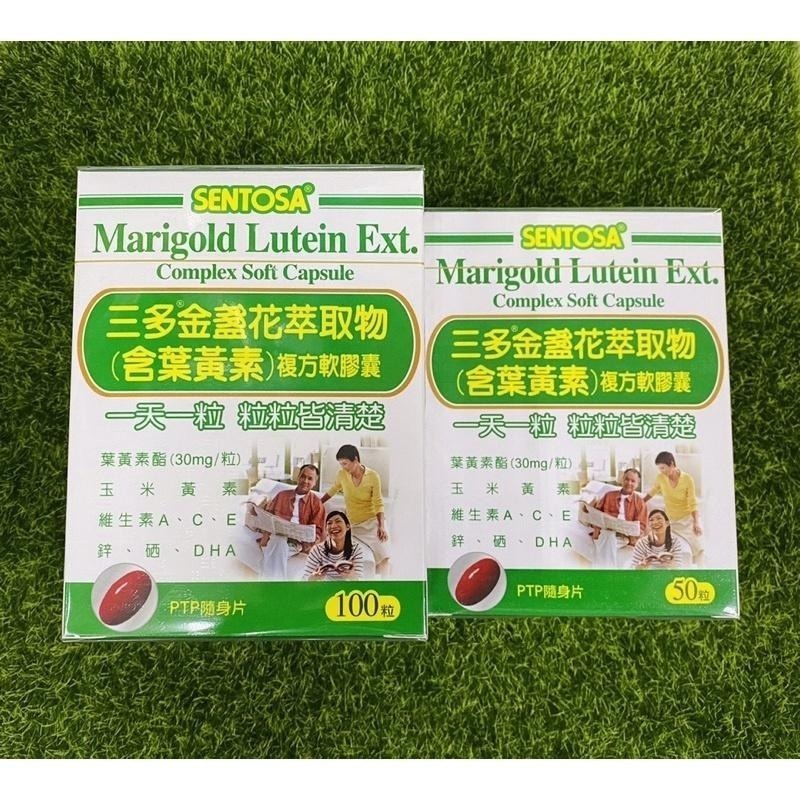 SENTOSA®
Marigold Lutein Ext.
Complex Soft Capsule
三多®金盞花萃取物
(含葉黃素)複方軟膠囊
一天一粒 粒粒皆清楚
葉黃素酯(30mg/粒)
玉米黃素
維生素A、C、E
鋅、硒、DHA
PTP隨身片
100粒
SENTOSA®
Marigold Lutein Ext.
Complex Soft Capsule
三多®金盞花萃取物
(含葉黃素)複方軟膠囊
一天一粒 粒粒皆清楚
葉黃素酯(30mg/粒)
玉米黃素
維生素A、C、E
鋅、硒、DHA
PTP隨身片
50粒